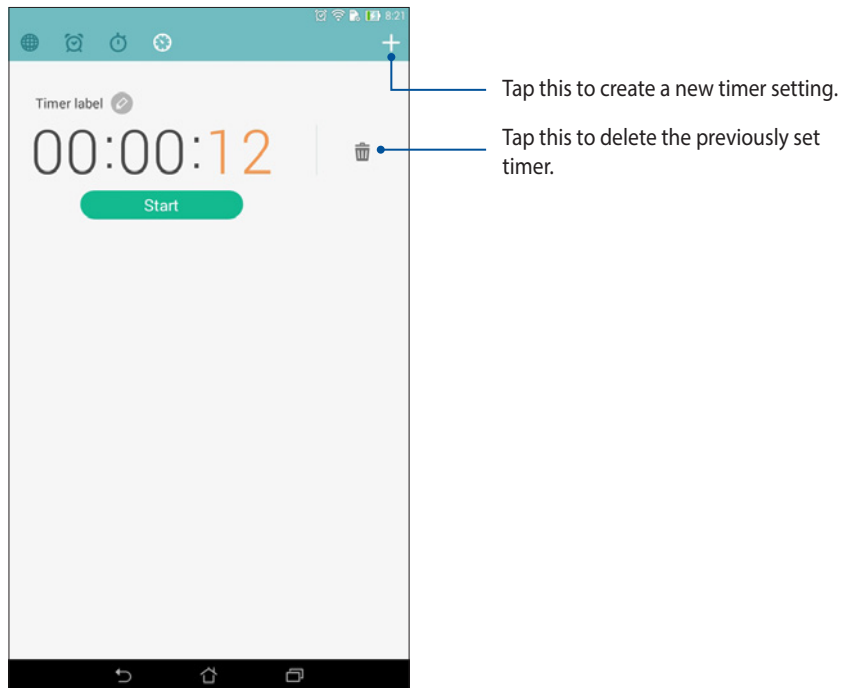 8:21
Tap this to create a new timer setting.
Timer label
Tap this to delete the previously set
timer.
00:00:12
Start